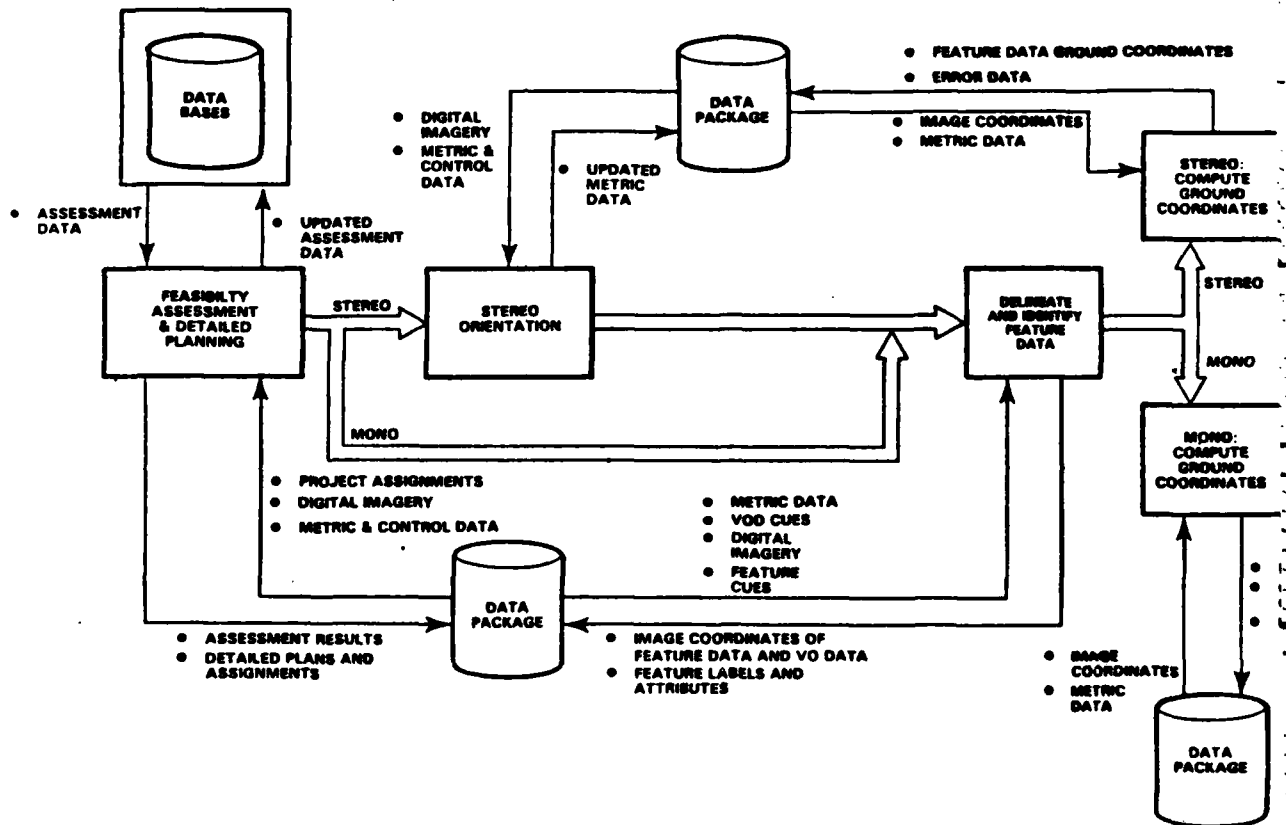 DATA
BASES
• ASSESSMENT
DATA
• UPDATED
ASSESSMENT
DATA
FEASIBILTY
ASSESSMENT
& DETAILED
PLANNING
STEREO
MONO
• DIGITAL
IMAGERY
• METRIC &
CONTROL
DATA
• UPDATED
METRIC
DATA
DATA
PACKAGE
STEREO
ORIENTATION
• FEATURE DATA GROUND COORDINATES
• ERROR DATA
• IMAGE COORDINATES
• METRIC DATA
STEREO:
COMPUTE
GROUND
COORDINATES
DELINEATE
AND IDENTIFY
FEATURE
DATA
STEREO
MONO
MONO:
COMPUTE
GROUND
COORDINATES
• PROJECT ASSIGNMENTS
• DIGITAL IMAGERY
• METRIC & CONTROL DATA
• METRIC DATA
• VOD CUES
• DIGITAL
IMAGERY
• FEATURE
CUES
DATA
PACKAGE
• ASSESSMENT RESULTS
• DETAILED PLANS AND
ASSIGNMENTS
• IMAGE COORDINATES OF
FEATURE DATA AND VO DATA
• FEATURE LABELS AND
ATTRIBUTES
• IMAGE
COORDINATES
• METRIC
DATA
•
•
•
DATA
PACKAGE